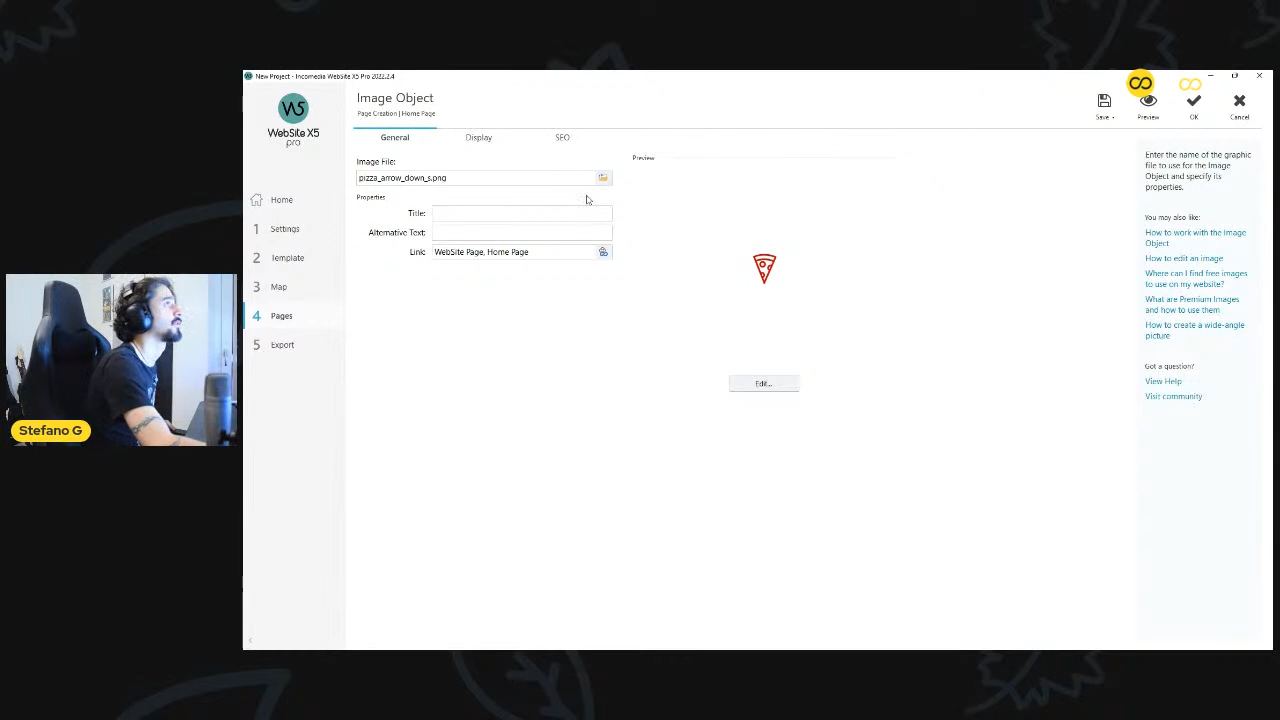 New Project - Incomedia WebSite X5 Pro 2022.2.4
W5
WebSite X5
pro
Home
1 Settings
2 Template
3 Map
4 Pages
5 Export
Image Object
Page Creation | Home Page
Save
Preview
OK
Cancel
General
Display
SEO
Image File:
pizza_arrow_down_s.png
Properties
Title:
Alternative Text:
Link:
WebSite Page, Home Page
Preview
Edit...
Enter the name of the graphic
file to use for the Image
Object and specify its
properties.
You may also like:
How to work with the Image
Object
How to edit an image
Where can I find free images
to use on my website?
What are Premium Images
and how to use them
How to create a wide-angle
picture
Got a question?
View Help
Visit community
Stefano G